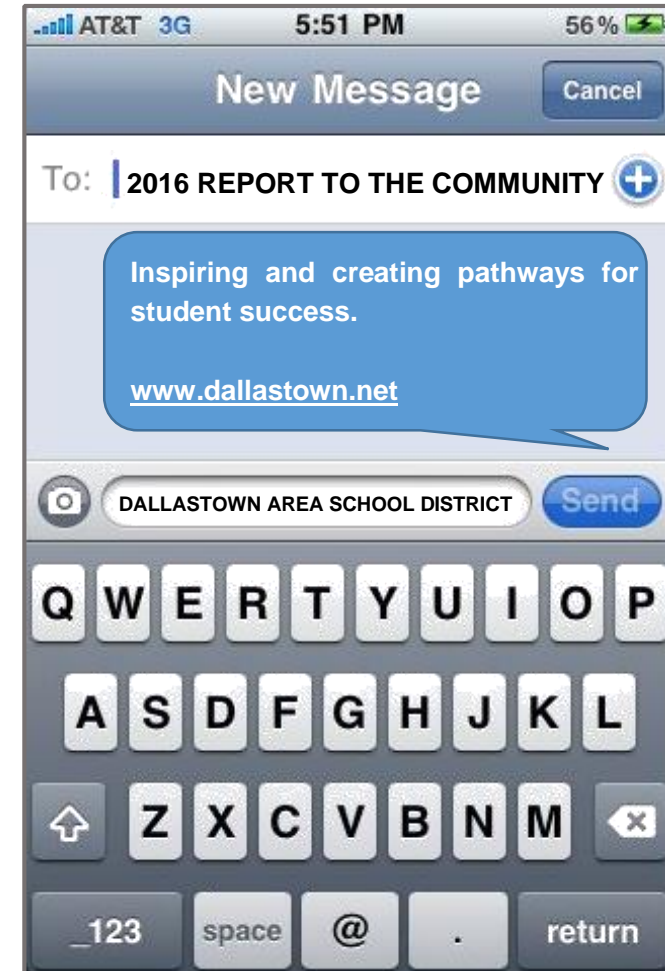 AT&T 3G 5:51 PM 56%
New Message Cancel
To: 2016 REPORT TO THE COMMUNITY
Inspiring and creating pathways for
student success.
www.dallastown.net
DALLASTOWN AREA SCHOOL DISTRICT Send
Q W E R T Y U I O P
A S D F G H J K L
Z X C V B N M
_123 space @ . return